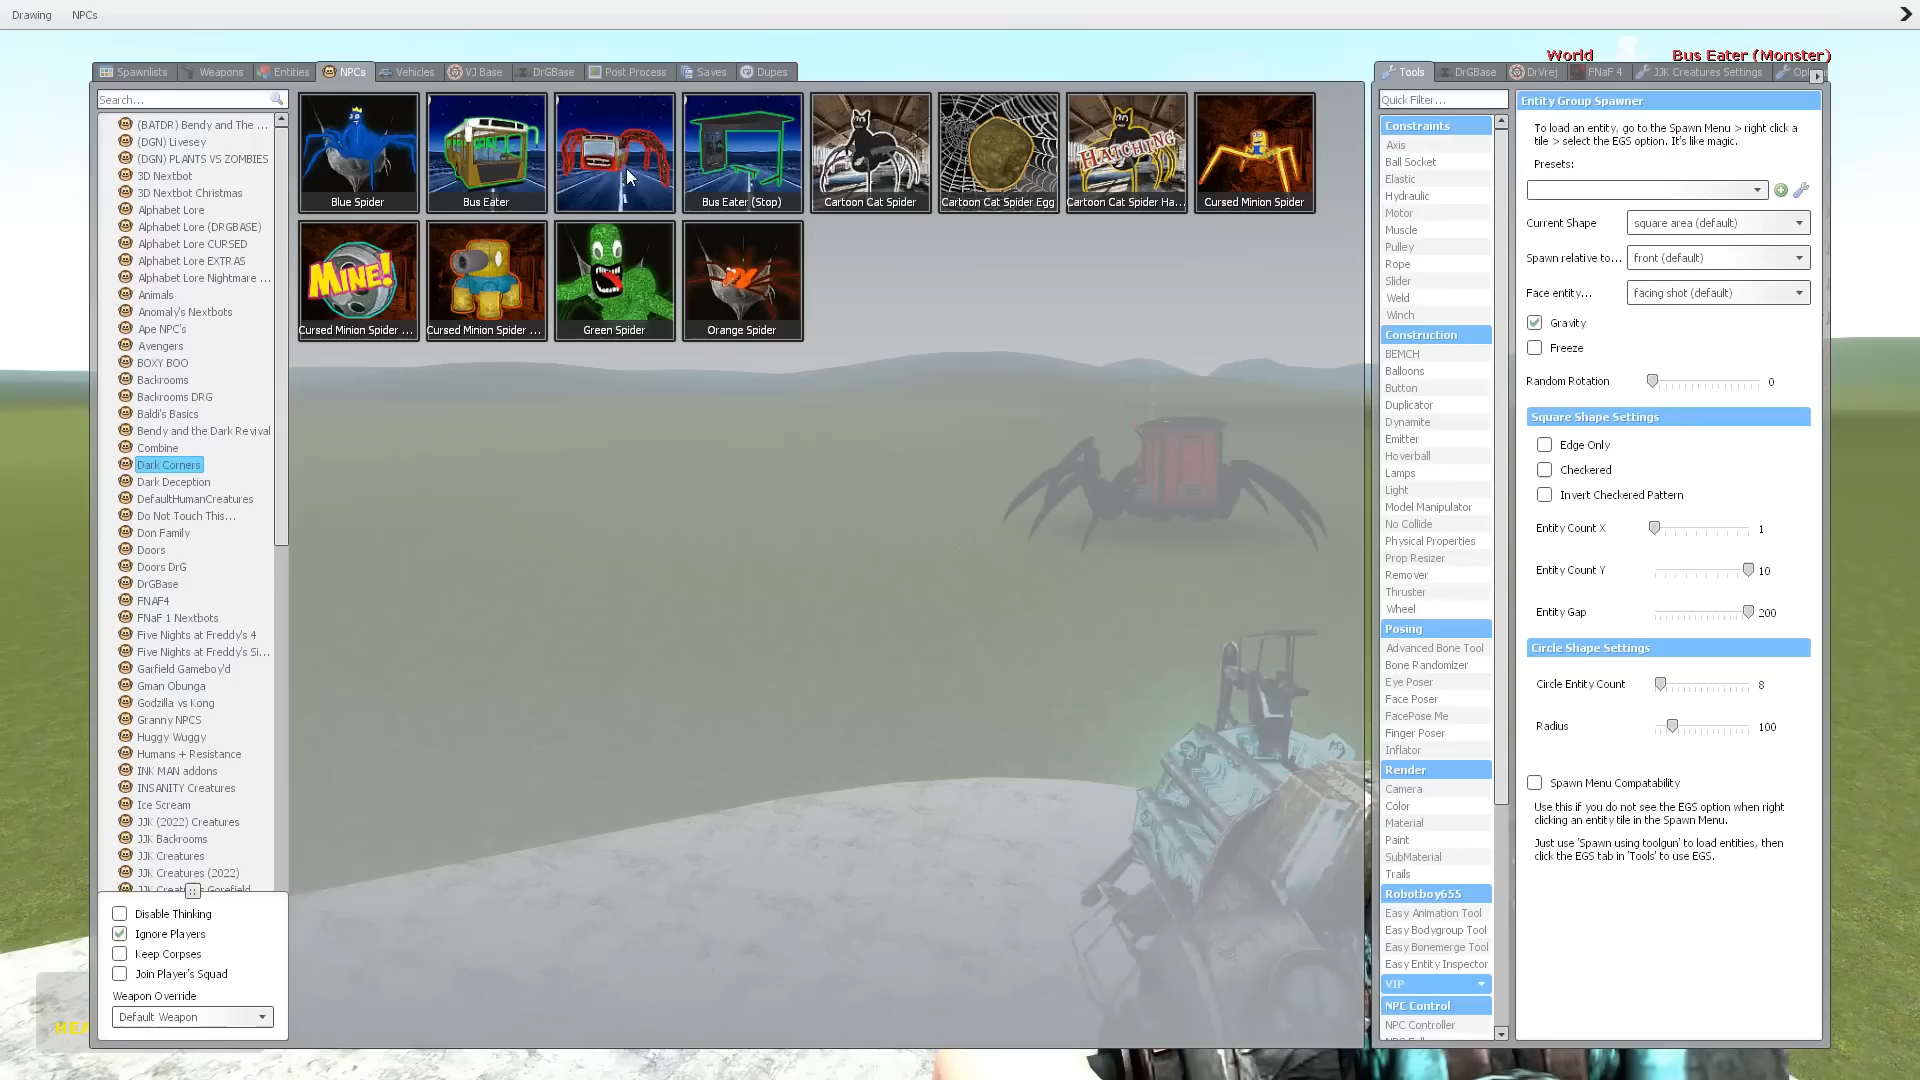 Drawing NPCs
World Bus Eater (Monster)
Spawnlists Weapons Entities NPCs Vehicles VJ Base DrGBase Post Process Saves Dupes
Search...
(BATDR) Bendy and The ...
(DGN) Livesey
(DGN) PLANTS VS ZOMBIES
3D Nextbot
3D Nextbot Christmas
Alphabet Lore
Alphabet Lore (DRGBASE)
Alphabet Lore CURSED
Alphabet Lore EXTRAS
Alphabet Lore Nightmare ...
Animals
Anomaly's Nextbots
Ape NPC's
Avengers
BOXY BOO
Backrooms
Backrooms DRG
Baldi's Basics
Bendy and the Dark Revival
Combine
Dark Corners
Dark Deception
DefaultHumanCreatures
Do Not Touch This...
Don Family
Doors
Doors DrG
DrGBase
FNAF4
FNaF 1 Nextbots
Five Nights at Freddy's 4
Five Nights at Freddy's Si...
Garfield Gameboy'd
Gman Obunga
Godzilla vs Kong
Granny NPCS
Huggy Wuggy
Humans + Resistance
INK MAN addons
INSANITY Creatures
Ice Scream
JJK (2022) Creatures
JJK Backrooms
JJK Creatures
JJK Creatures (2022)
Disable Thinking
Ignore Players
Keep Corpses
Join Player's Squad
Weapon Override
Default Weapon
HATCHING
Blue Spider Bus Eater Bus Eater (Stop) Cartoon Cat Spider Cartoon Cat Spider Egg Cartoon Cat Spider Ha... Cursed Minion Spider
MINE!
Cursed Minion Spider ... Cursed Minion Spider ... Green Spider Orange Spider
Tools DrGBase DrVrej FNaF 4 JJK Creatures Settings
Quick Filter...
Constraints
Axis
Ball Socket
Elastic
Hydraulic
Motor
Muscle
Pulley
Rope
Slider
Weld
Winch
Construction
BEMCH
Balloons
Button
Duplicator
Dynamite
Emitter
Hoverball
Lamps
Light
Model Manipulator
No Collide
Physical Properties
Prop Resizer
Remover
Thruster
Wheel
Posing
Advanced Bone Tool
Bone Randomizer
Eye Poser
Face Poser
FacePose Me
Finger Poser
Inflator
Render
Camera
Color
Material
Paint
SubMaterial
Trails
Robotboy655
Easy Animation Tool
Easy Bodygroup Tool
Easy Bonemerge Tool
Easy Entity Inspector
VIP
NPC Control
NPC Controller
Entity Group Spawner
To load an entity, go to the Spawn Menu > right click a
tile > select the EGS option. It's like magic.
Presets:
Current Shape square area (default)
Spawn relative to... front (default)
Face entity... facing shot (default)
Gravity
Freeze
Random Rotation 0
Square Shape Settings
Edge Only
Checkered
Invert Checkered Pattern
Entity Count X 1
Entity Count Y 10
Entity Gap 200
Circle Shape Settings
Circle Entity Count 8
Radius 100
Spawn Menu Compatability
Use this if you do not see the EGS option when right
clicking an entity tile in the Spawn Menu.
Just use 'Spawn using toolgun' to load entities, then
click the EGS tab in 'Tools' to use EGS.